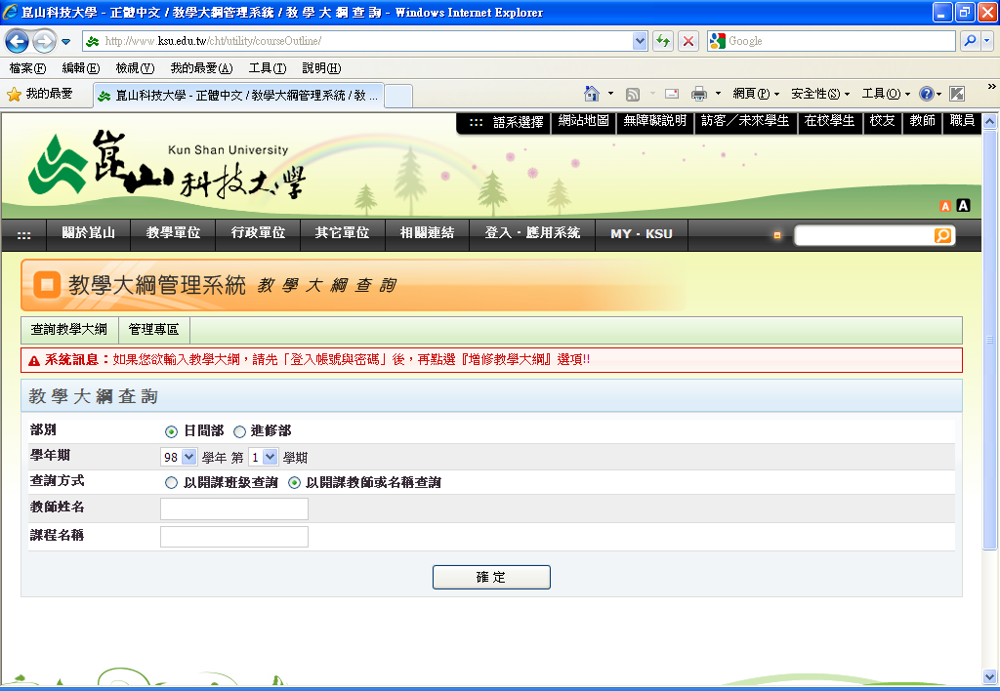 崑山科技大學 - 正體中文 / 教學大綱管理系統 / 教 學 大 綱 查 詢 - Windows Internet Explorer
http://www.ksu.edu.tw/cht/utility/courseOutline/
Google
檔案(F) 編輯(E) 檢視(V) 我的最愛(A) 工具(T) 說明(H)
我的最愛 崑山科技大學 - 正體中文 / 教學大綱管理系統 / 教 ... 網頁(P) 安全性(S) 工具(O) »
語系選擇 網站地圖 無障礙說明 訪客／未來學生 在校學生 校友 教師 職員
Kun Shan University
崑山科技大學
A A
::: 關於崑山 教學單位 行政單位 其它單位 相關連結 登入．應用系統 MY．KSU
教學大綱管理系統 教 學 大 綱 查 詢
查詢教學大綱 管理專區
系統訊息：如果您欲輸入教學大綱，請先「登入帳號與密碼」後，再點選『增修教學大綱』選項!!
教 學 大 綱 查 詢
部別 日間部 進修部
學年期 98 學年 第 1 學期
查詢方式 以開課班級查詢 以開課教師或名稱查詢
教師姓名
課程名稱
確 定